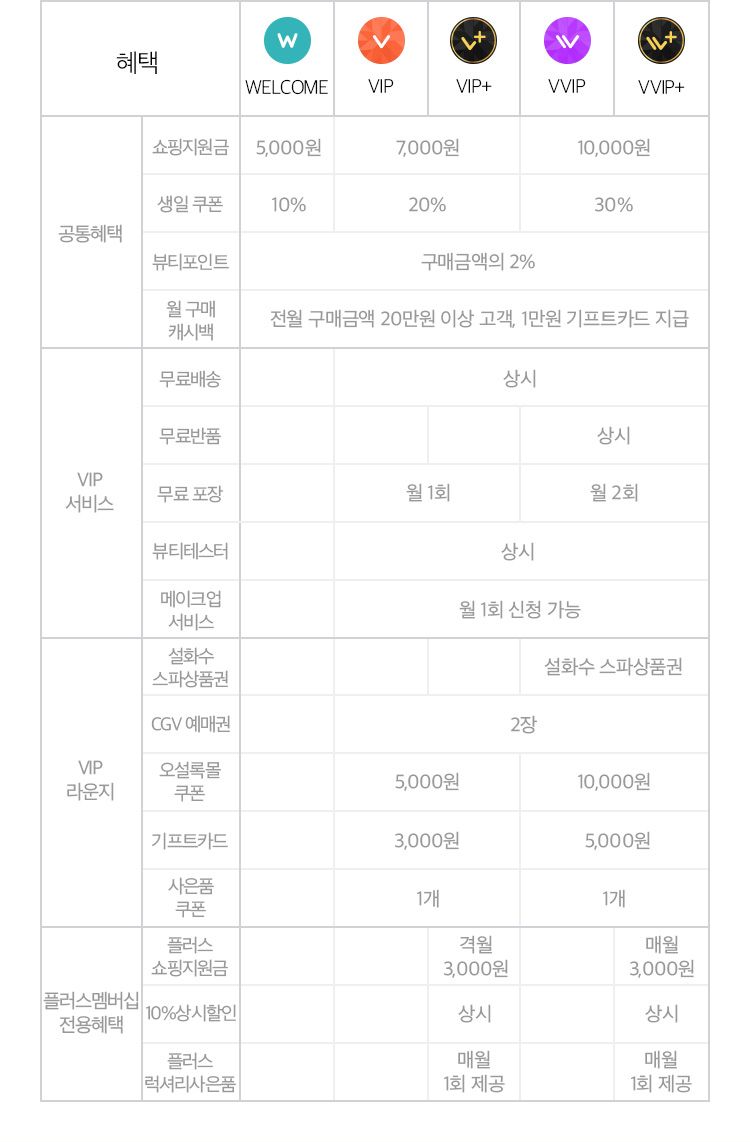 혜택
WELCOME
VIP
VIP+
VVIP
VVIP+
공통혜택
쇼핑지원금
5,000원
7,000원
10,000원
생일 쿠폰
10%
20%
30%
뷰티포인트
구매금액의 2%
월 구매
캐시백
전월 구매금액 20만원 이상 고객, 1만원 기프트카드 지급
VIP
서비스
무료배송
상시
무료반품
상시
무료 포장
월 1회
월 2회
뷰티테스터
상시
메이크업
서비스
월 1회 신청 가능
VIP
라운지
설화수
스파상품권
설화수 스파상품권
CGV 예매권
2장
오설록몰
쿠폰
5,000원
10,000원
기프트카드
3,000원
5,000원
사은품
쿠폰
1개
1개
플러스멤버십
전용혜택
플러스
쇼핑지원금
격월
3,000원
매월
3,000원
10%상시할인
상시
상시
플러스
럭셔리사은품
매월
1회 제공
매월
1회 제공